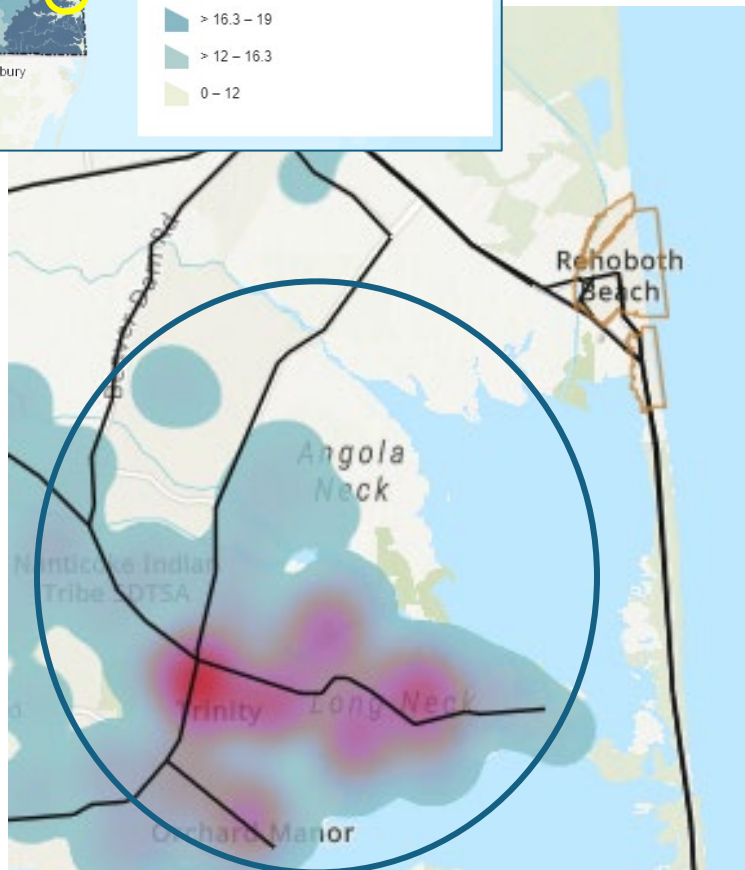 bury
> 16.3 – 19
> 12 – 16.3
0 – 12
Rehoboth
Beach
Angola
Neck
Nanticoke Indian
Tribe SDTSA
Trinity
Long Neck
Orchard Manor